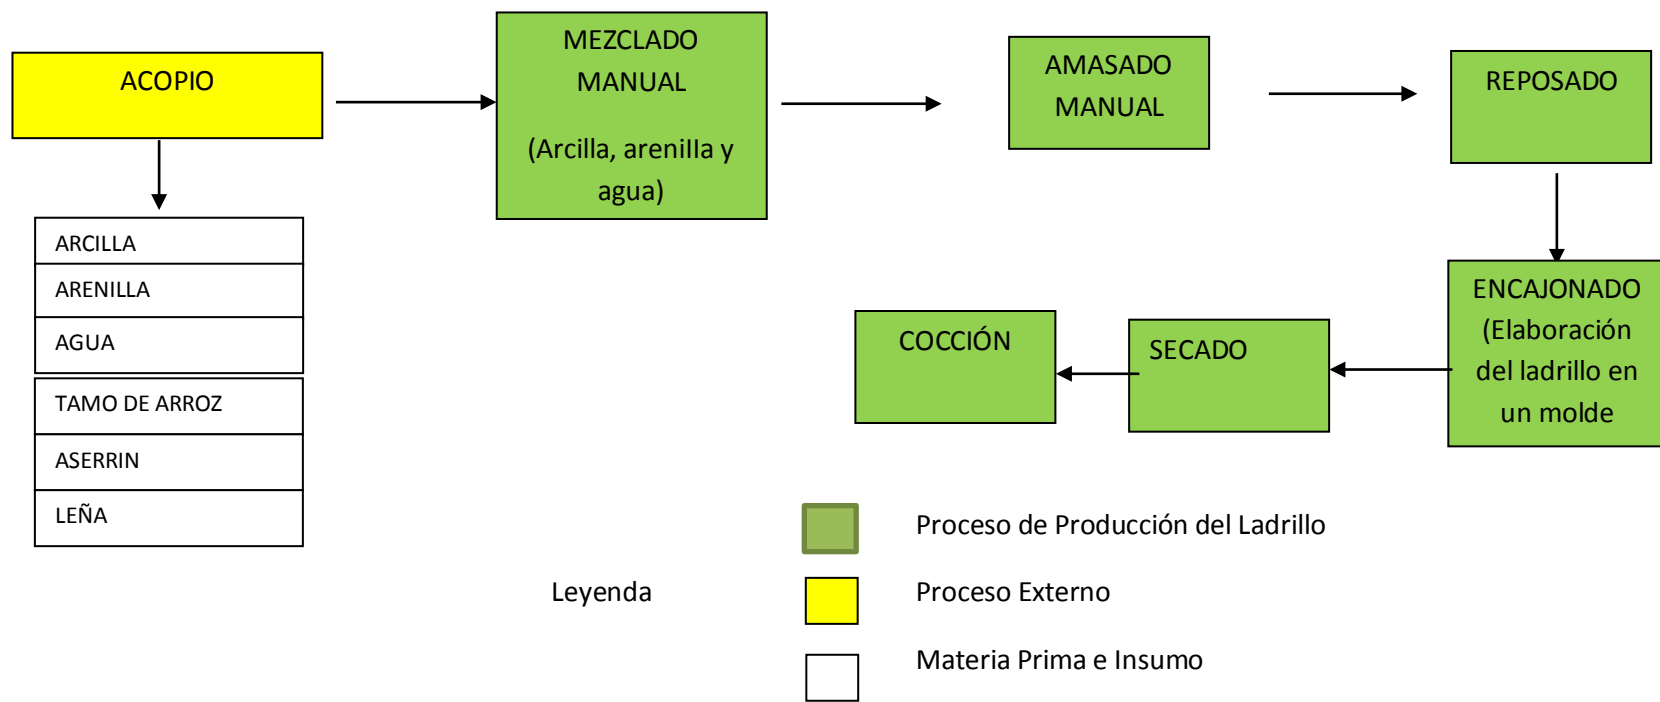 ACOPIO
MEZCLADO
MANUAL
(Arcilla, arenilla y
agua)
AMASADO
MANUAL
REPOSADO
ARCILLA
ARENILLA
AGUA
TAMO DE ARROZ
ASERRIN
LEÑA
ENCAJONADO
(Elaboración
del ladrillo en
un molde
SECADO
COCCIÓN
Leyenda
Proceso de Producción del Ladrillo
Proceso Externo
Materia Prima e Insumo